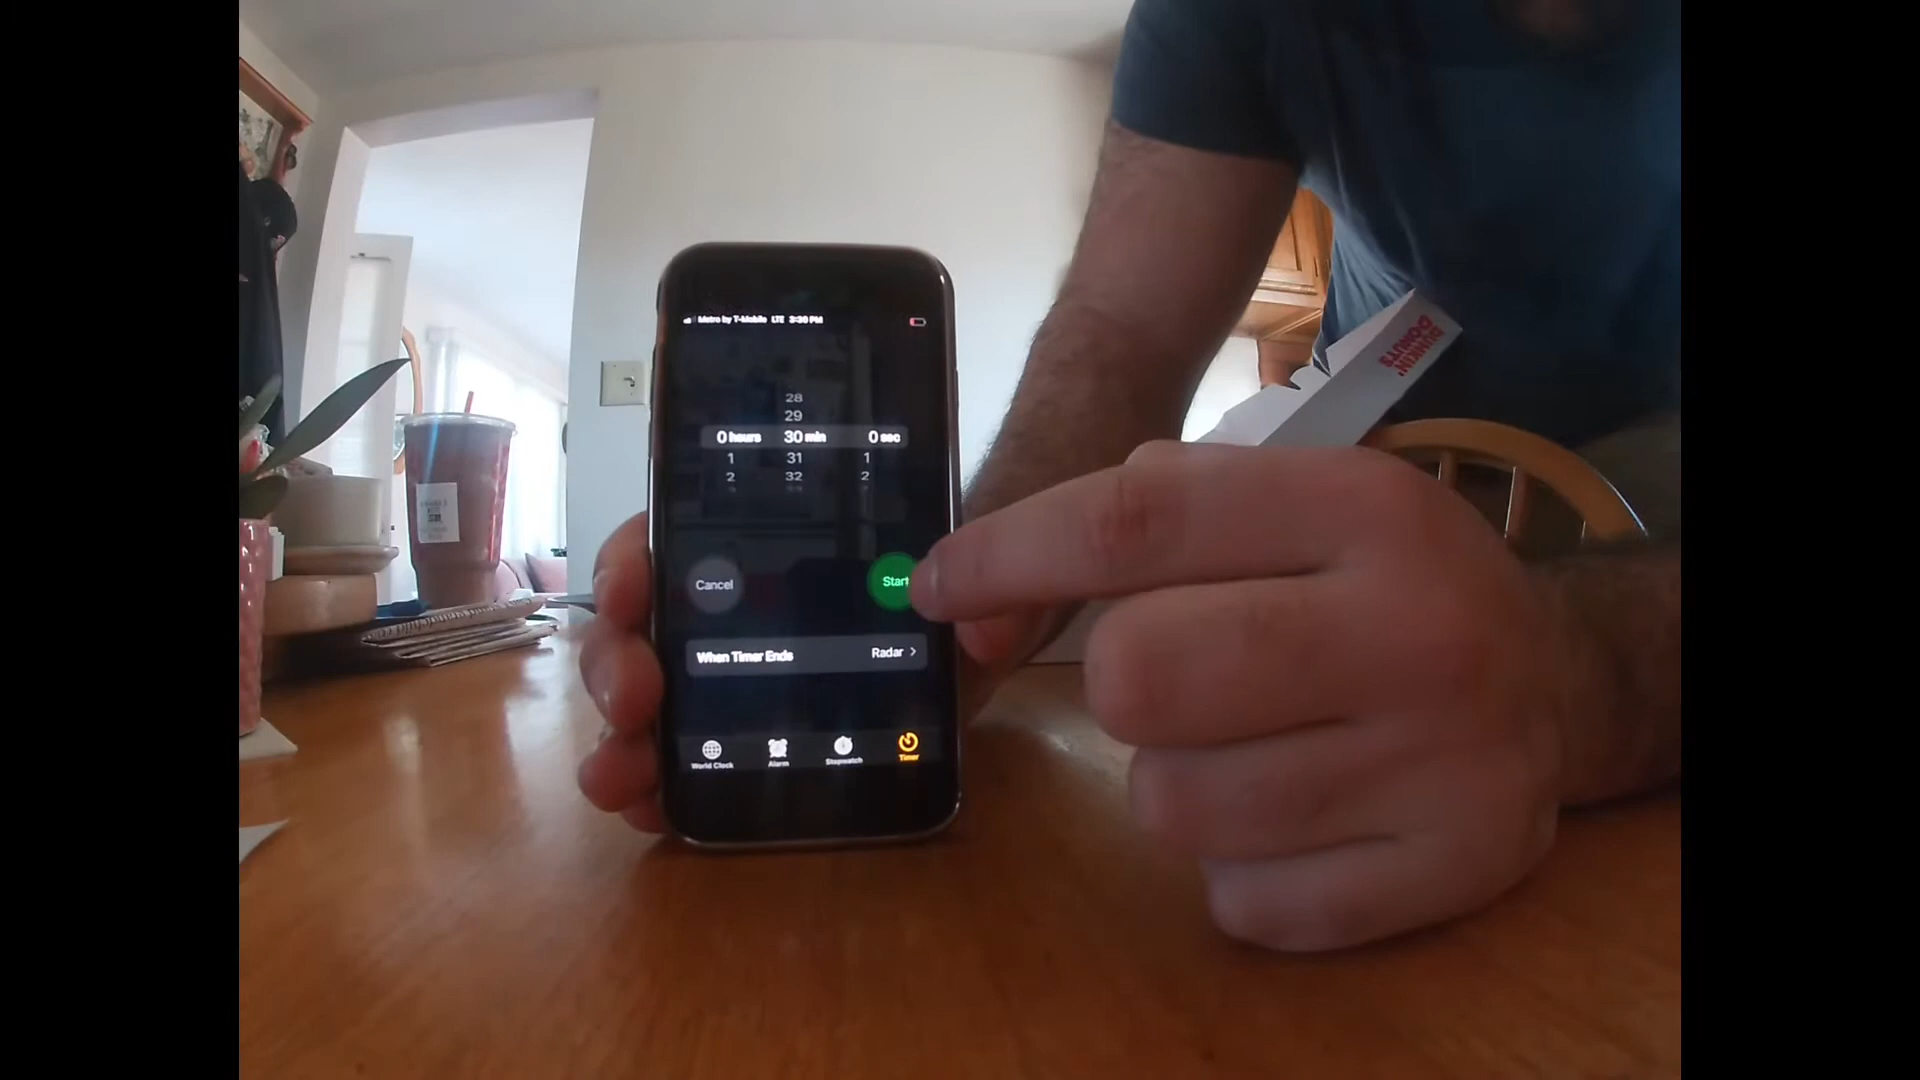 Metro by T-Mobile LTE 3:30 PM
28
29
0 hours 30 min 0 sec
1 31 1
2 32 2
Cancel Start
When Timer Ends Radar
World Clock Alarm Stopwatch Timer
DUNKIN'
DONUTS